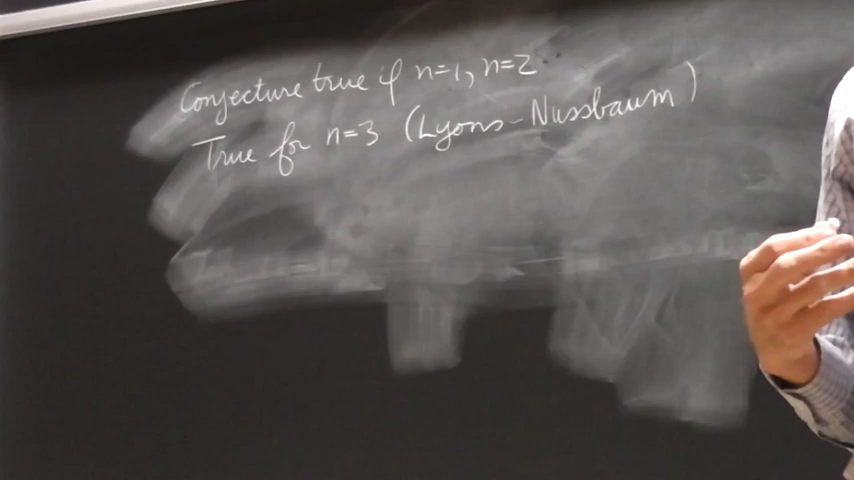 Conjecture true if n=1, n=2
True for n=3 (Lyons-Nussbaum)